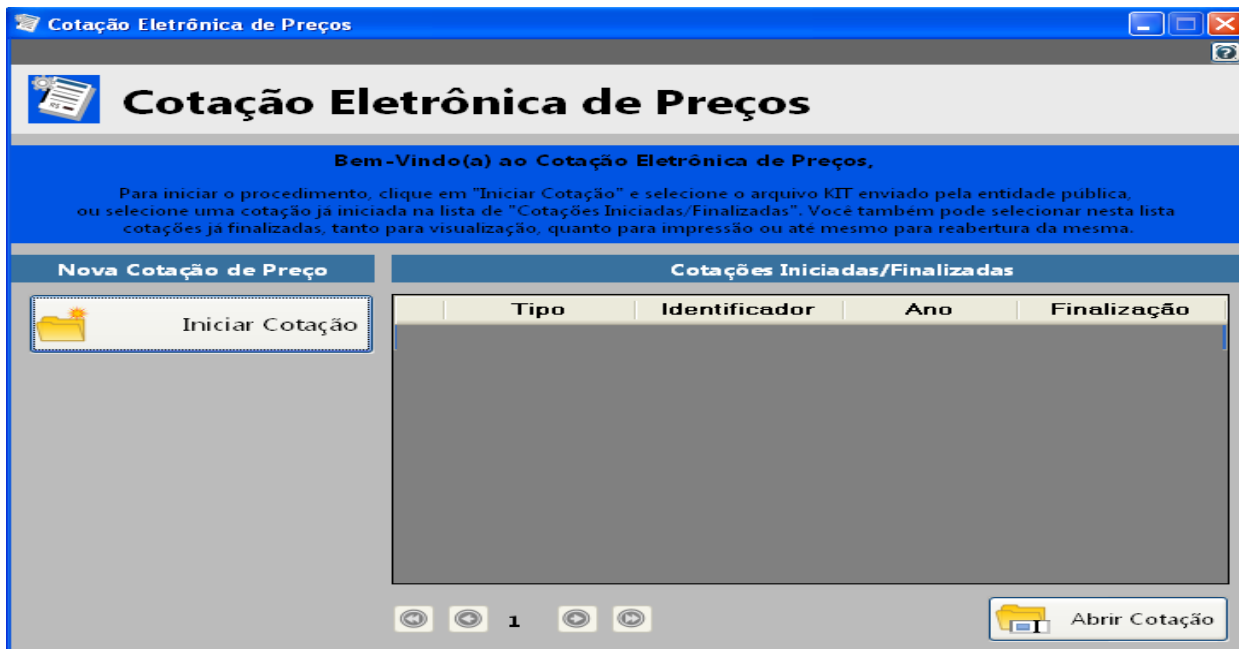 Cotação Eletrônica de Preços
Cotação Eletrônica de Preços
Bem-Vindo(a) ao Cotação Eletrônica de Preços,
Para iniciar o procedimento, clique em "Iniciar Cotação" e selecione o arquivo KIT enviado pela entidade pública,
ou selecione uma cotação já iniciada na lista de "Cotações Iniciadas/Finalizadas". Você também pode selecionar nesta lista
cotações já finalizadas, tanto para visualização, quanto para impressão ou até mesmo para reabertura da mesma.
Nova Cotação de Preço
Cotações Iniciadas/Finalizadas
Iniciar Cotação
Tipo Identificador Ano Finalização
1
Abrir Cotação